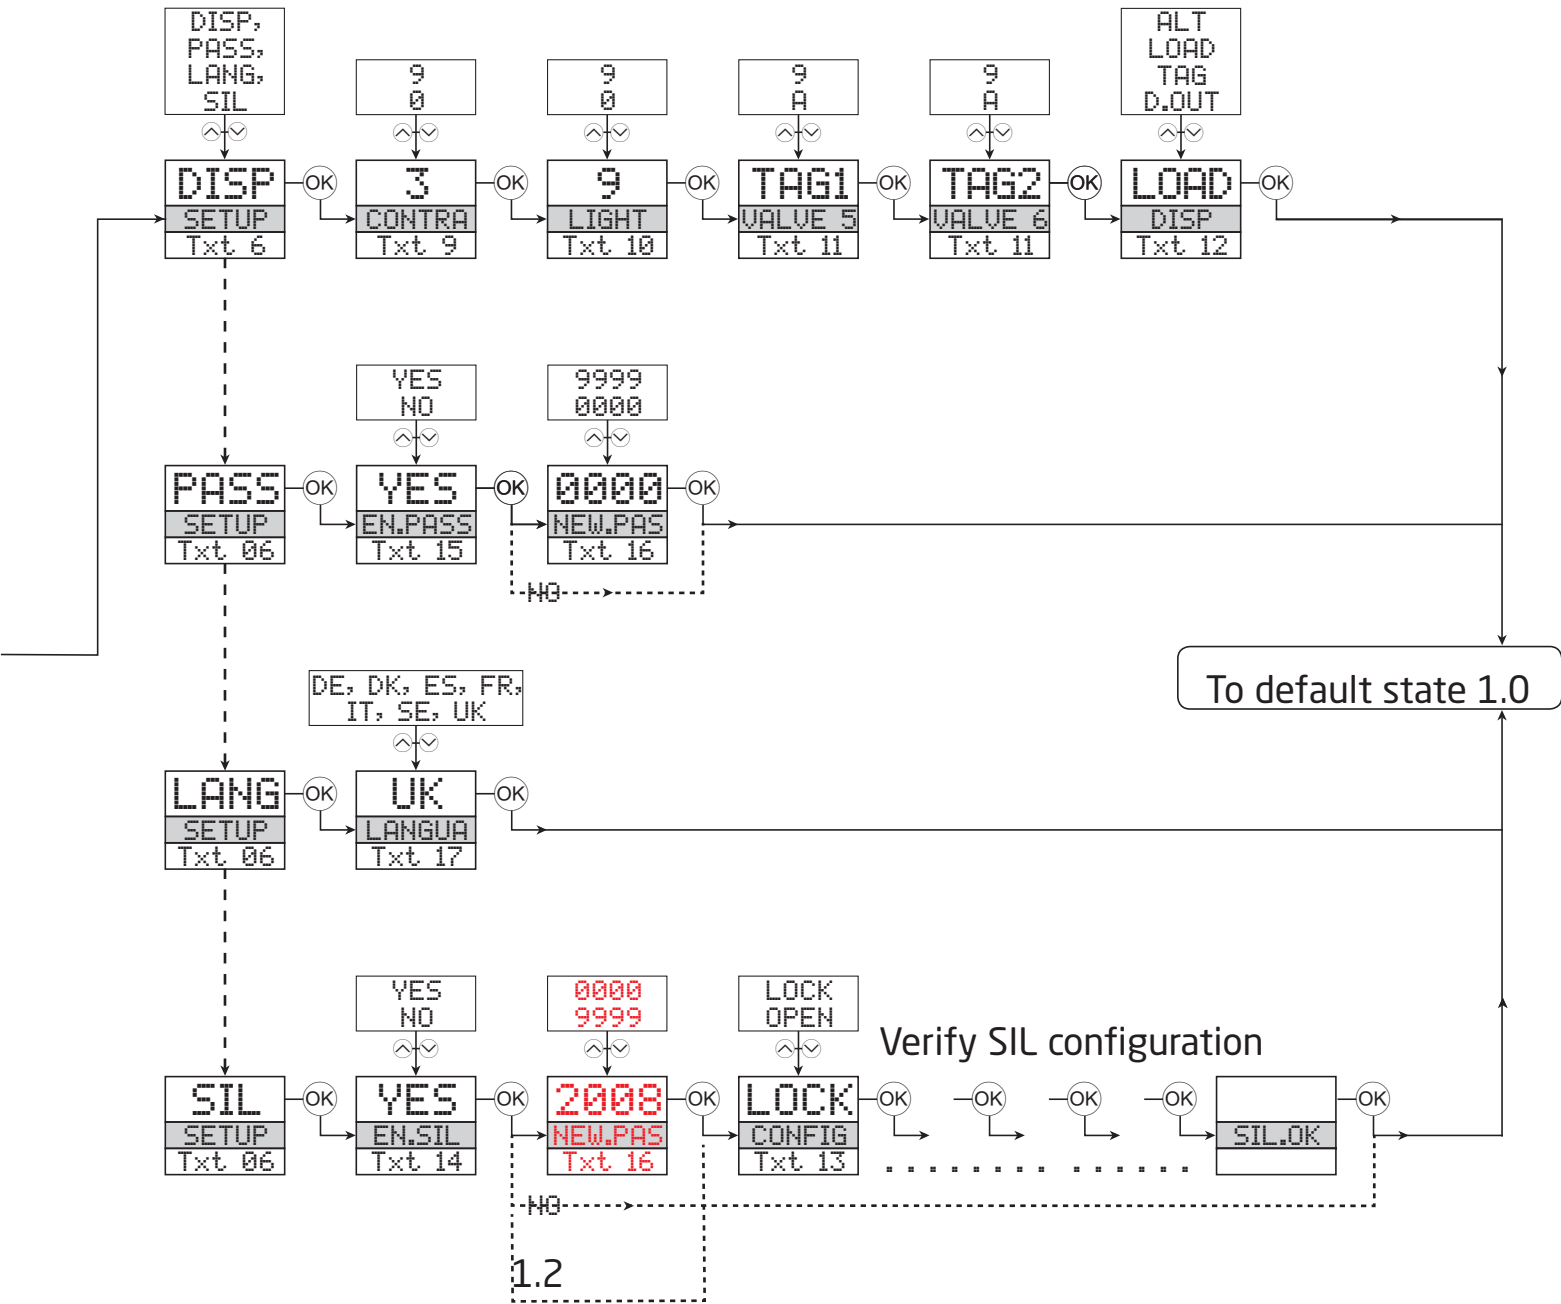 DISP,
PASS,
LANG,
SIL
9
0
9
0
9
A
9
A
ALT
LOAD
TAG
D.OUT
DISP
SETUP
Txt 6
OK
3
CONTRA
Txt 9
OK
9
LIGHT
Txt 10
OK
TAG1
VALVE 5
Txt 11
OK
TAG2
VALVE 6
Txt 11
OK
LOAD
DISP
Txt 12
OK
YES
NO
9999
0000
PASS
SETUP
Txt 06
OK
YES
EN.PASS
Txt 15
OK
0000
NEW.PAS
Txt 16
OK
NO
To default state 1.0
DE, DK, ES, FR,
IT, SE, UK
LANG
SETUP
Txt 06
OK
UK
LANGUA
Txt 17
OK
YES
NO
0000
9999
LOCK
OPEN
Verify SIL configuration
SIL
SETUP
Txt 06
OK
YES
EN.SIL
Txt 14
OK
2008
NEW.PAS
Txt 16
OK
LOCK
CONFIG
Txt 13
OK
OK
OK
OK
SIL.OK
OK
NO
1.2